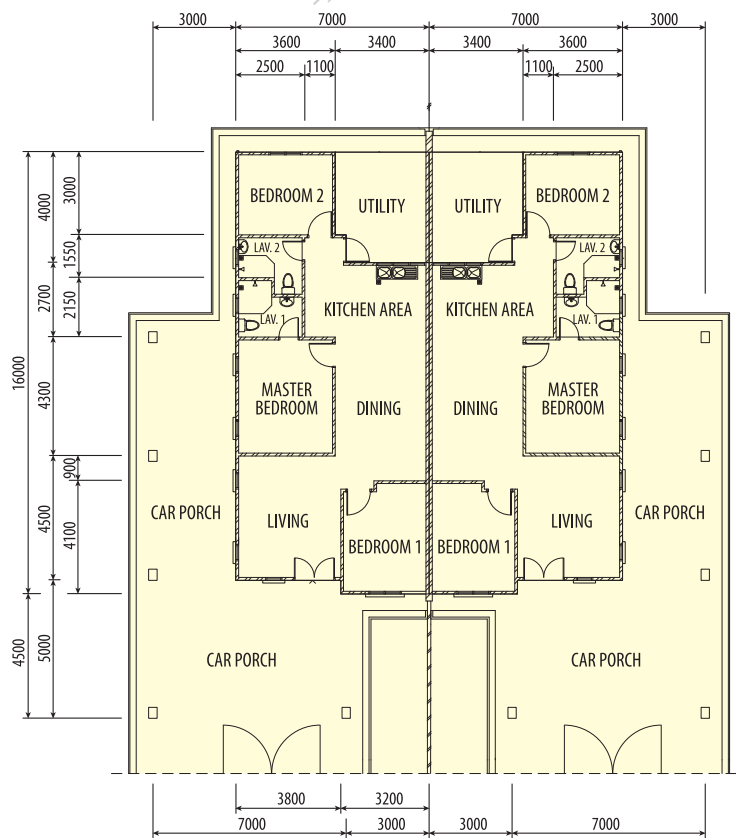 3000 7000 7000 3000
3600 3400 3400 3600
2500 1100 1100 2500
16000
4000
2700
4300
4500
4500
3000
1550
2150
900
4100
5000
BEDROOM 2 UTILITY UTILITY BEDROOM 2
LAV. 2 LAV. 2
KITCHEN AREA KITCHEN AREA
LAV. 1 LAV. 1
MASTER
BEDROOM
DINING DINING
MASTER
BEDROOM
CAR PORCH LIVING LIVING CAR PORCH
BEDROOM 1 BEDROOM 1
CAR PORCH CAR PORCH
3800 3200
7000 3000 3000 7000